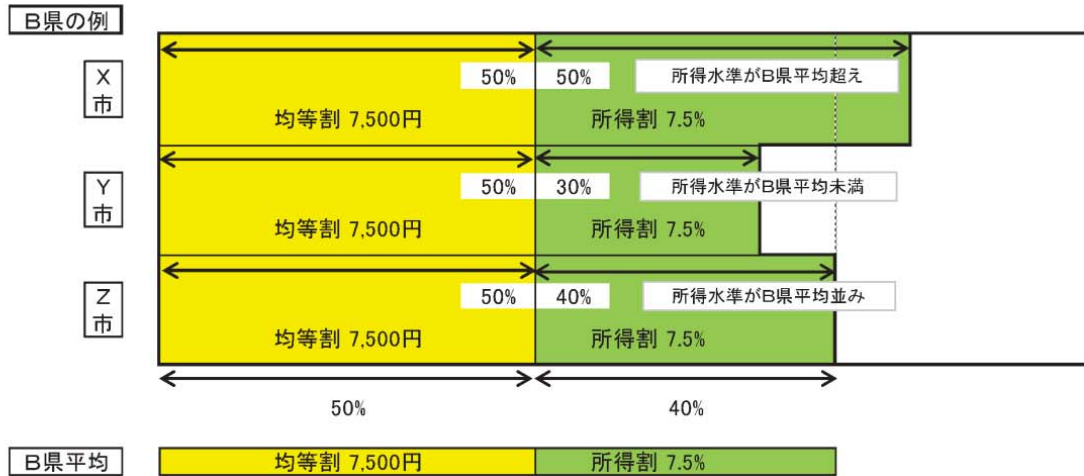 B県の例
X市
50%
50%
所得水準がB県平均超え
均等割 7,500円
所得割 7.5%
Y市
50%
30%
所得水準がB県平均未満
均等割 7,500円
所得割 7.5%
Z市
50%
40%
所得水準がB県平均並み
均等割 7,500円
所得割 7.5%
50%
40%
B県平均
均等割 7,500円
所得割 7.5%